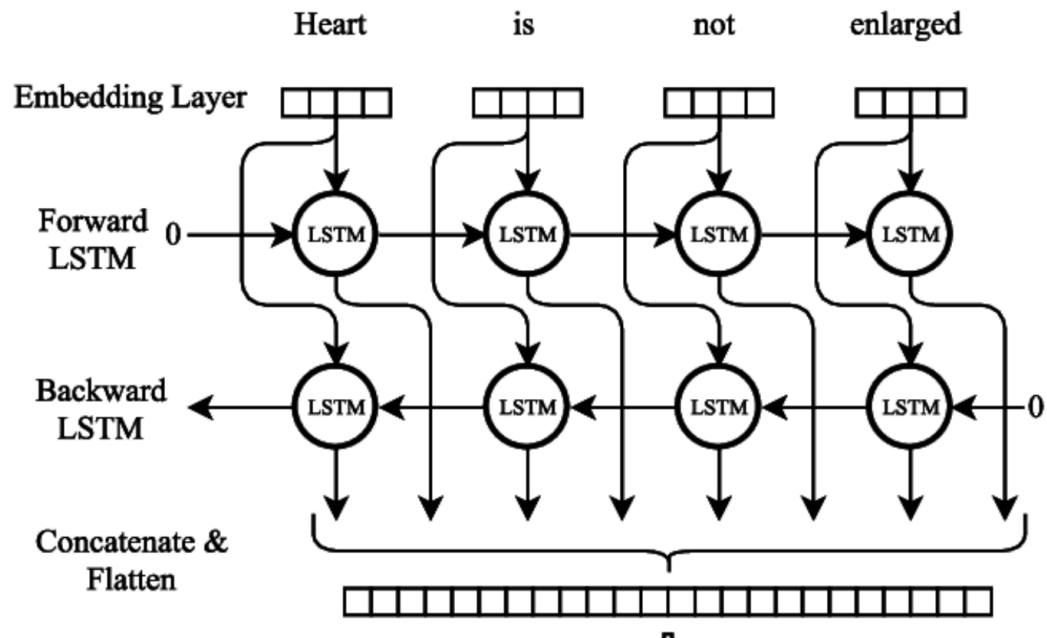 Heart is not enlarged
Embedding Layer
Forward
LSTM
0
LSTM LSTM LSTM LSTM
Backward
LSTM
LSTM LSTM LSTM LSTM
0
Concatenate &
Flatten